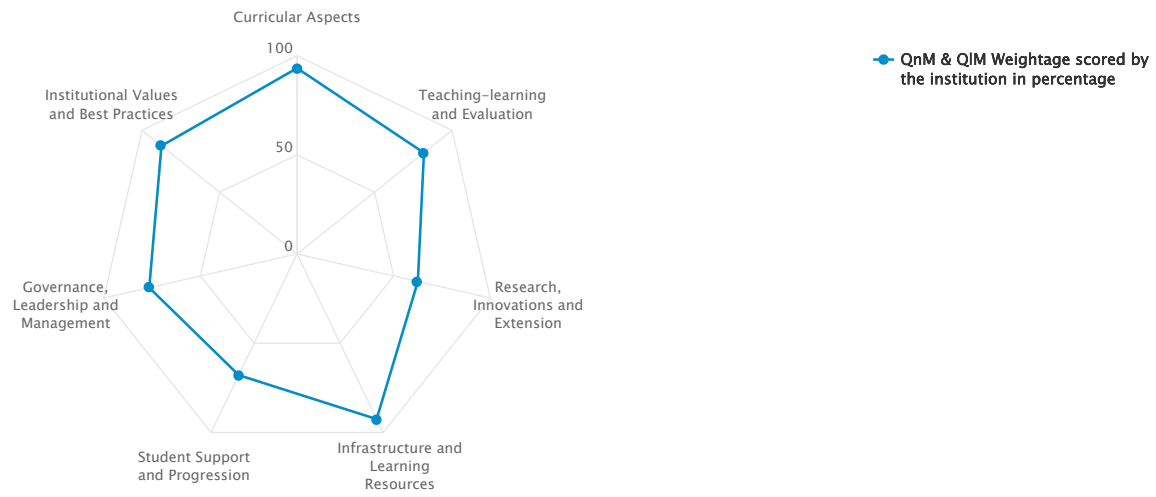 Curricular Aspects
100
50
0
Teaching-learning
and Evaluation
Research,
Innovations and
Extension
Infrastructure and
Learning
Resources
Student Support
and Progression
Governance,
Leadership and
Management
Institutional Values
and Best Practices
QnM & QlM Weightage scored by
the institution in percentage